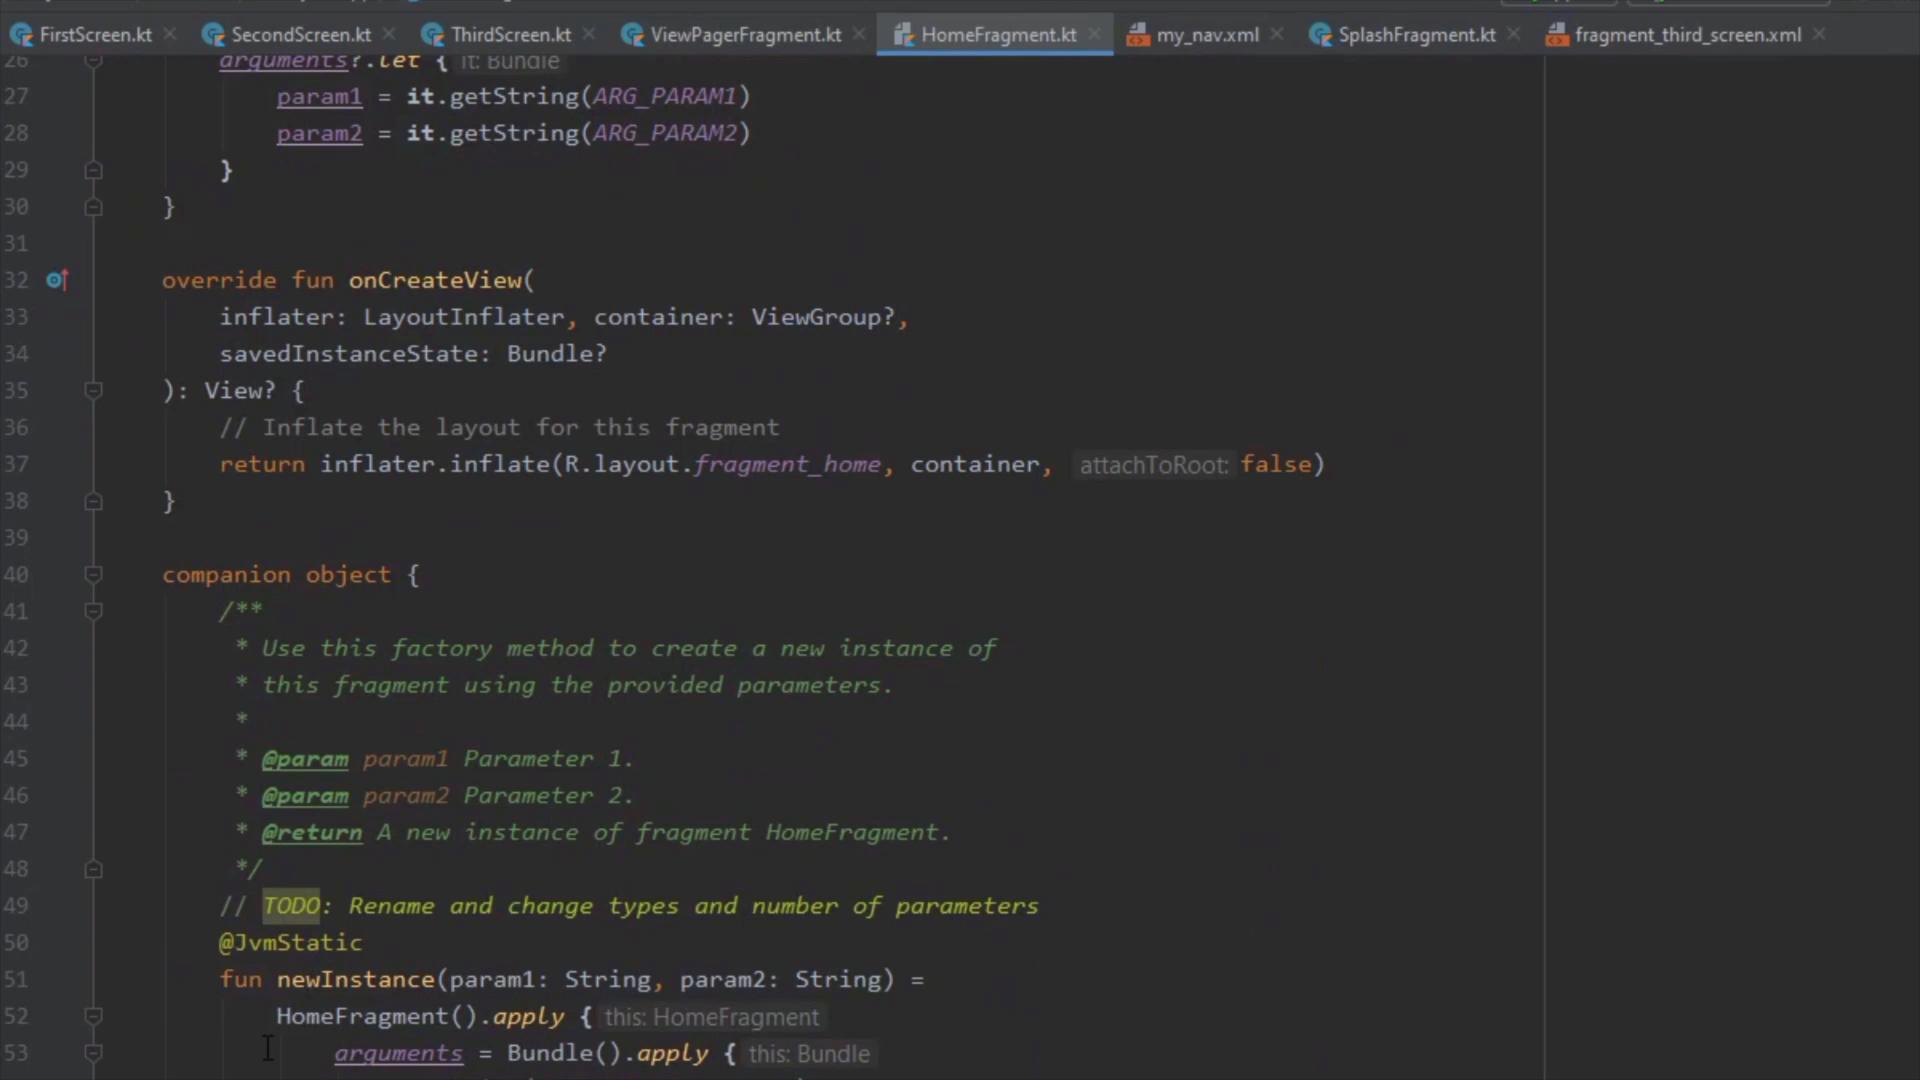 FirstScreen.kt SecondScreen.kt ThirdScreen.kt ViewPagerFragment.kt HomeFragment.kt my_nav.xml SplashFragment.kt fragment_third_screen.xml
26 arguments?.let { it: Bundle
27 param1 = it.getString(ARG_PARAM1)
28 param2 = it.getString(ARG_PARAM2)
29 }
30 }
31
32 override fun onCreateView(
33 inflater: LayoutInflater, container: ViewGroup?,
34 savedInstanceState: Bundle?
35 ): View? {
36 // Inflate the layout for this fragment
37 return inflater.inflate(R.layout.fragment_home, container, attachToRoot: false)
38 }
39
40 companion object {
41 /**
42 * Use this factory method to create a new instance of
43 * this fragment using the provided parameters.
44 *
45 * @param param1 Parameter 1.
46 * @param param2 Parameter 2.
47 * @return A new instance of fragment HomeFragment.
48 */
49 // TODO: Rename and change types and number of parameters
50 @JvmStatic
51 fun newInstance(param1: String, param2: String) =
52 HomeFragment().apply { this: HomeFragment
53 arguments = Bundle().apply { this: Bundle